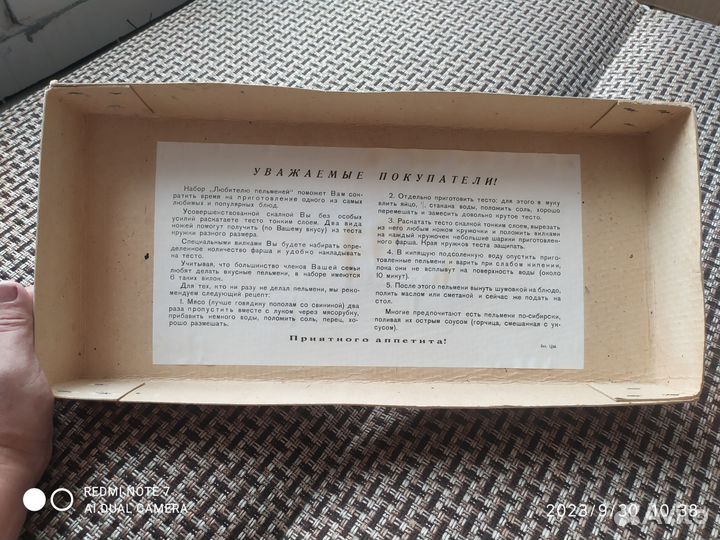 УВАЖАЕМЫЕ ПОКУПАТЕЛИ!
Набор „Любителю пельменей" поможет Вам со-
кратить время на приготовление одного из самых
любимых и популярных блюд.
Усовершенствованной скалкой Вы без особых
усилий раскатаете тесто тонким слоем. Два вида
ножей помогут получить (по Вашему вкусу) из теста
кружки разного размера.
Специальными вилками Вы будете набирать опре-
деленное количество фарша и удобно накладывать
на тесто.
Учитывая, что большинство членов Вашей семьи
любят делать вкусные пельмени, в наборе имеются
6 таких вилок.
Для тех, кто ни разу не делал пельмени, мы реко-
мендуем следующий рецепт:
1. Мясо (лучше говядину пополам со свининой) два
раза пропустить вместе с луком через мясорубку,
прибавить немного воды, положить соль, перец, хо-
рошо размешать.
2. Отдельно приготовить тесто: для этого в муку
влить яйцо, стакана воды, положить соль, хорошо
перемешать и замесить довольно крутое тесто.
3. Раскатать тесто скалкой тонким слоем, вырезать
из него любым ножом кружочки и положить вилками
на каждый кружочек небольшие шарики приготовлен-
ного фарша. Края кружков теста защипать.
4. В кипящую подсоленную воду опустить приго-
товленные пельмени и варить при слабом кипении,
пока они не всплывут на поверхность воды (около
10 минут).
5. После этого пельмени вынуть шумовкой на блюдо,
полить маслом или сметаной и сейчас же подать на
стол.
Многие предпочитают есть пельмени по-сибирски,
поливая их острым соусом (горчица, смешанная с ук-
сусом).
Приятного аппетита!
REDMI NOTE 7
AI DUAL CAMERA
2023/9/30 10:38
Avito